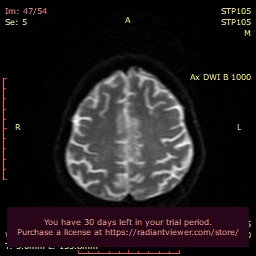 Im: 47/54
Se: 5
A
STP105
STP105
M
Ax DWI B 1000
R
L
You have 30 days left in your trial period.
Purchase a license at https://radiantviewer.com/store/